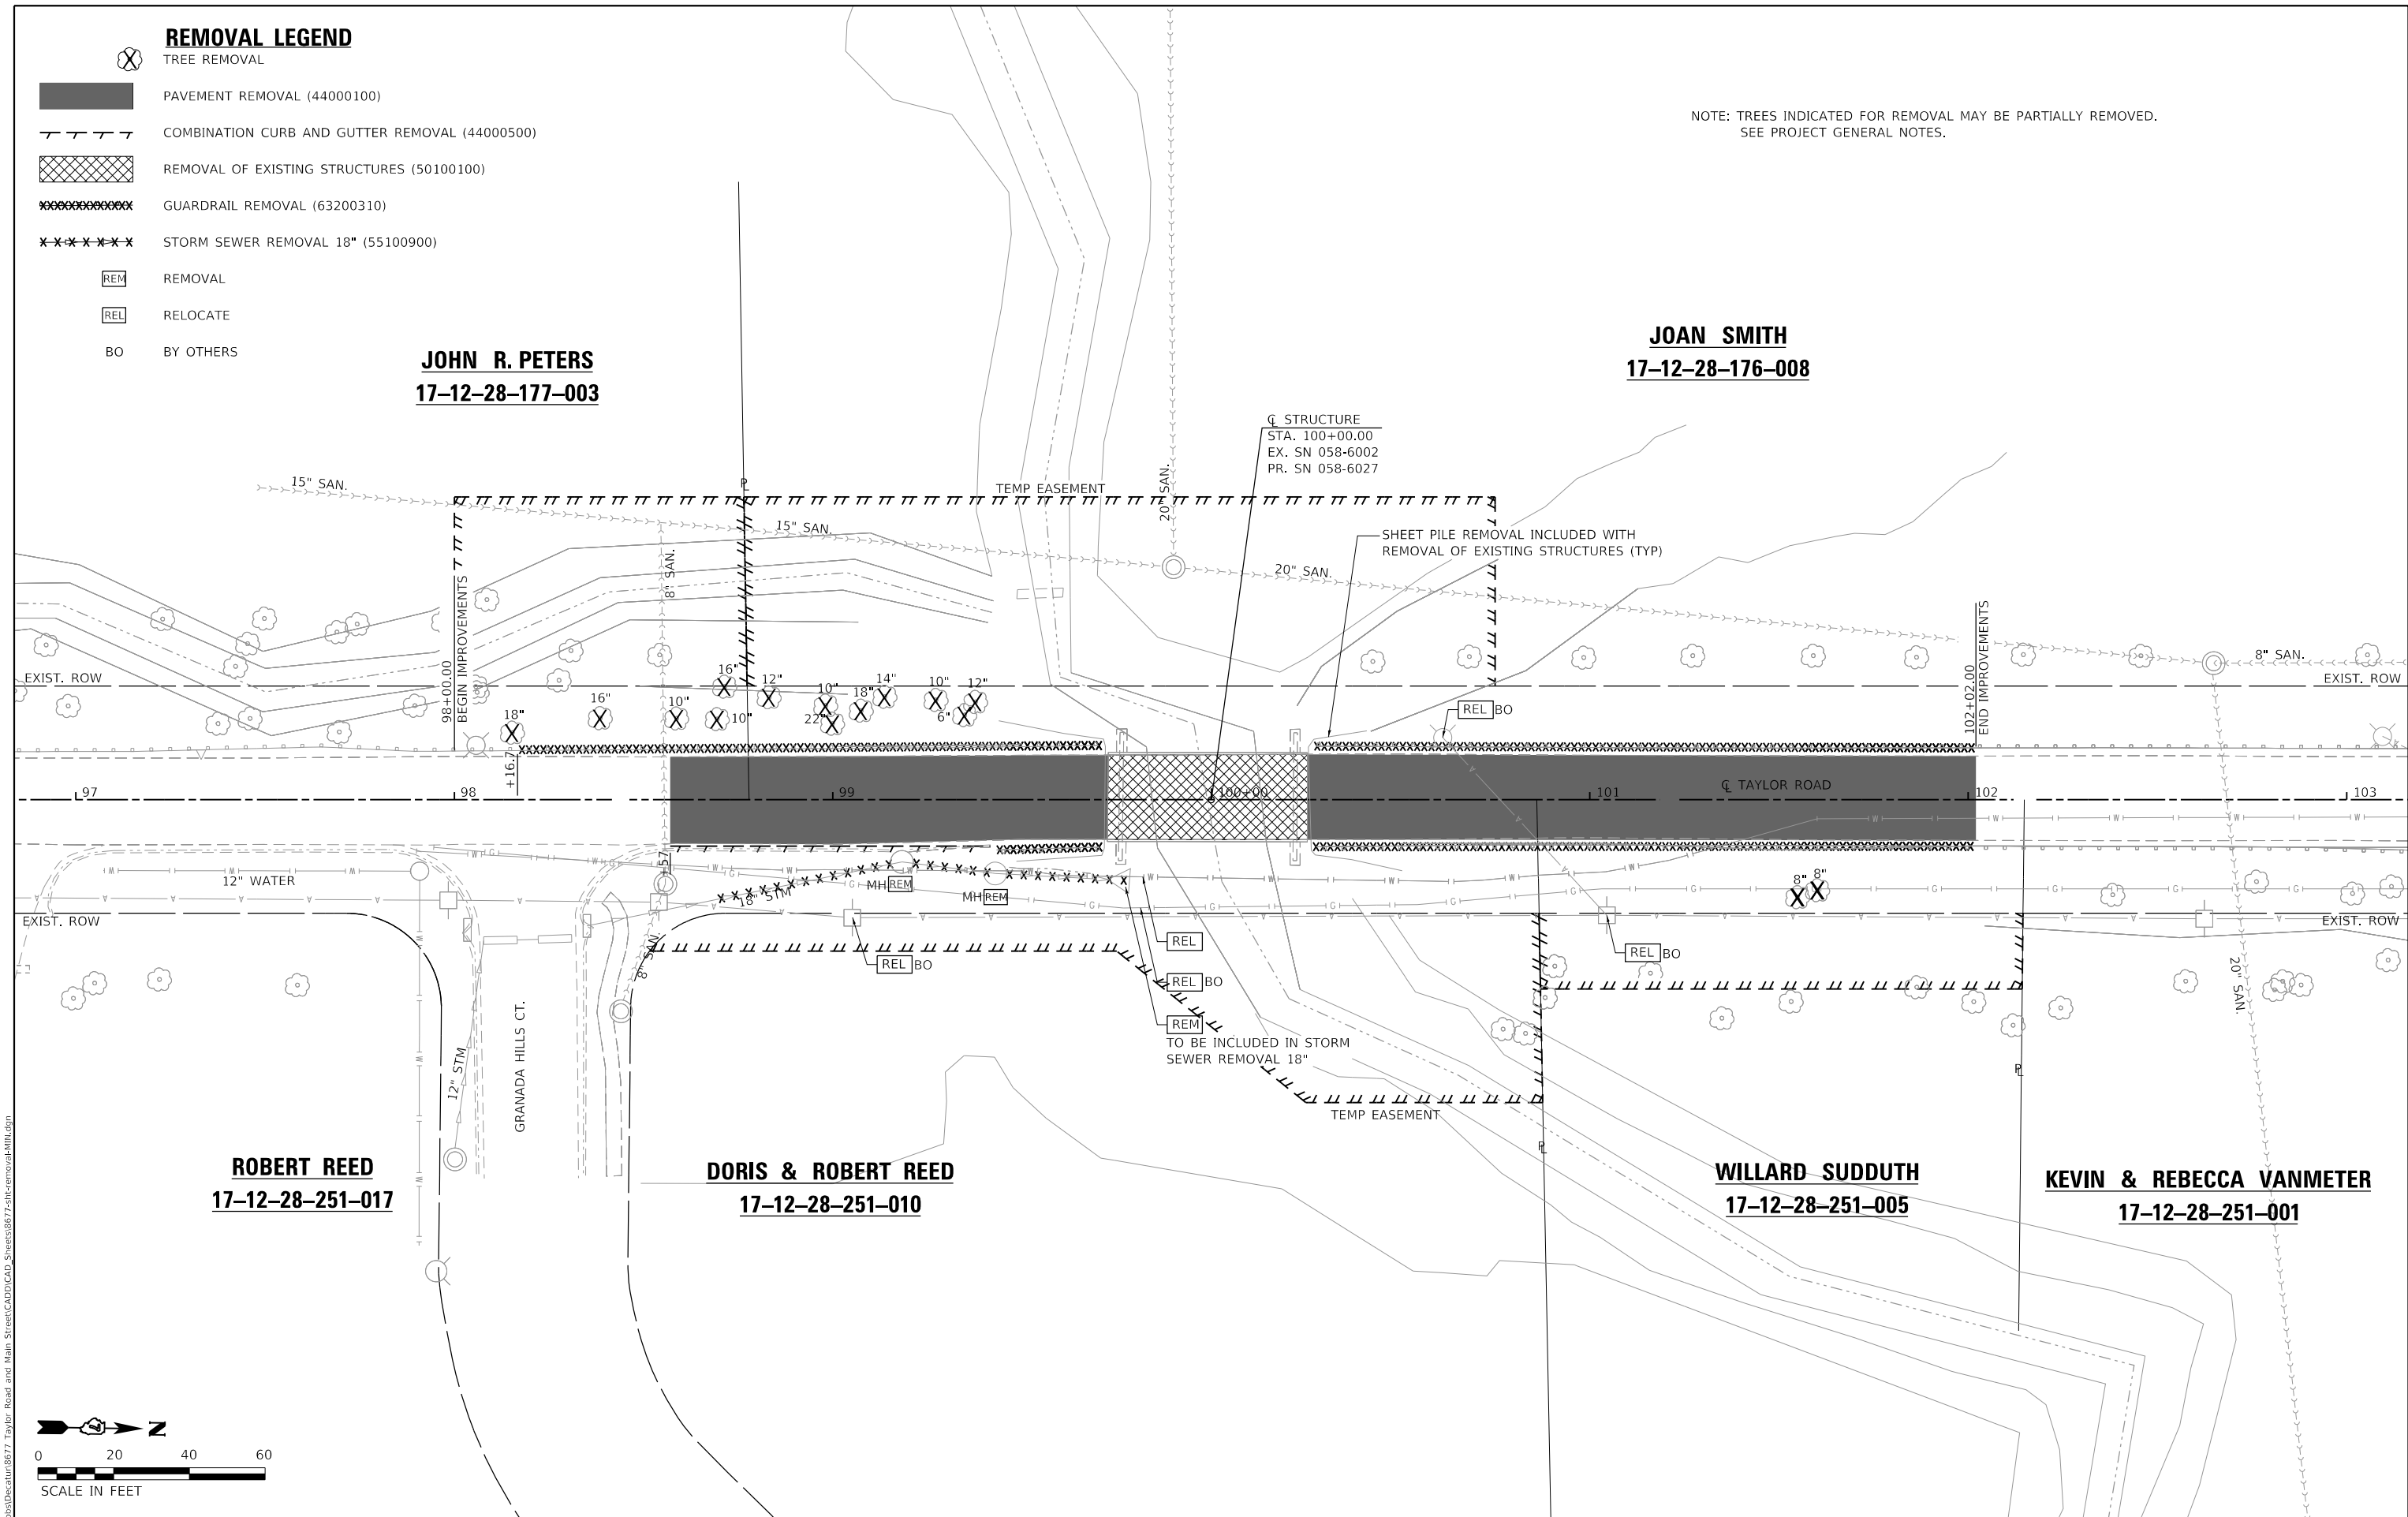 REMOVAL LEGEND
TREE REMOVAL
PAVEMENT REMOVAL (44000100)
COMBINATION CURB AND GUTTER REMOVAL (44000500)
REMOVAL OF EXISTING STRUCTURES (50100100)
GUARDRAIL REMOVAL (63200310)
STORM SEWER REMOVAL 18" (55100900)
REM REMOVAL
REL RELOCATE
BO BY OTHERS
NOTE: TREES INDICATED FOR REMOVAL MAY BE PARTIALLY REMOVED.
SEE PROJECT GENERAL NOTES.
JOHN R. PETERS
17–12–28–177–003
JOAN SMITH
17–12–28–176–008
℄ STRUCTURE
STA. 100+00.00
EX. SN 058-6002
PR. SN 058-6027
15" SAN.
PL
TEMP EASEMENT
20" SAN.
15" SAN.
8" SAN.
SHEET PILE REMOVAL INCLUDED WITH
REMOVAL OF EXISTING STRUCTURES (TYP)
20" SAN.
98+00.00
BEGIN IMPROVEMENTS
102+02.00
END IMPROVEMENTS
8" SAN.
EXIST. ROW
EXIST. ROW
18"
16"
10"
16"
10"
12"
10"
22"
18"
14"
10"
6"
12"
REL BO
+16.7
97
98
99
100+00
101
℄ TAYLOR ROAD
102
103
+57
12" WATER
MH REM
MH REM
18" STM
8" 8"
EXIST. ROW
EXIST. ROW
8" SAN.
REL BO
REL
REL BO
REM
TO BE INCLUDED IN STORM
SEWER REMOVAL 18"
REL BO
20" SAN.
12" STM
GRANADA HILLS CT.
TEMP EASEMENT
PL
PL
ROBERT REED
17–12–28–251–017
DORIS & ROBERT REED
17–12–28–251–010
WILLARD SUDDUTH
17–12–28–251–005
KEVIN & REBECCA VANMETER
17–12–28–251–001
N
0 20 40 60
SCALE IN FEET